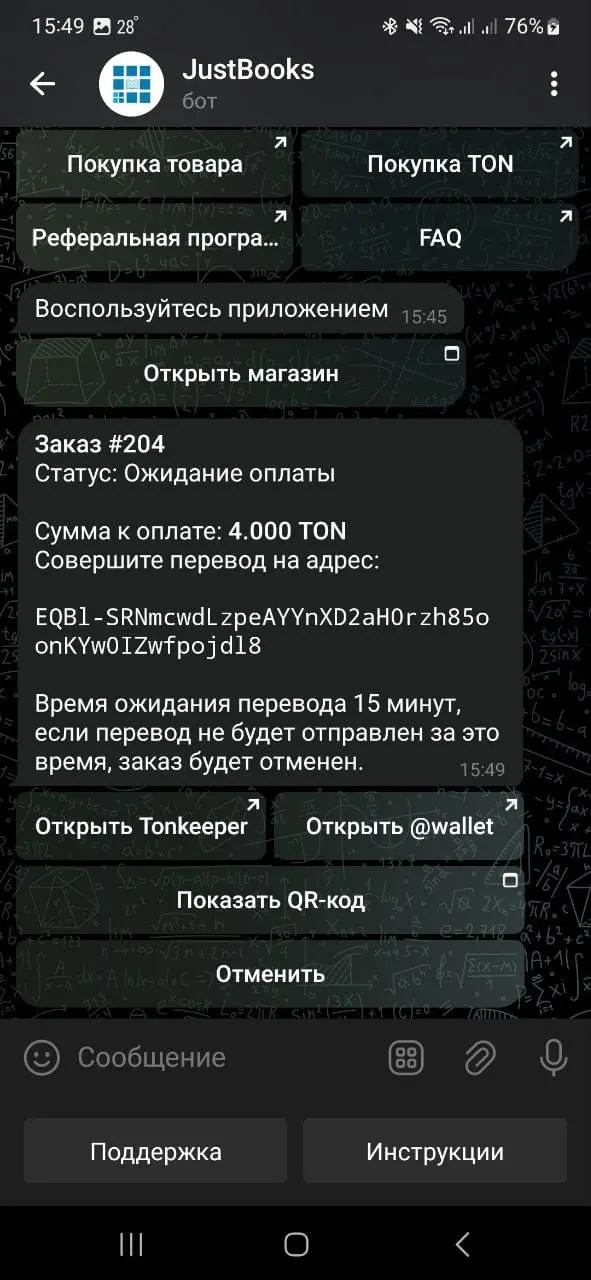 15:49 28° 76%
JustBooks
бот
Покупка товара
Покупка TON
Реферальная програ...
FAQ
Воспользуйтесь приложением 15:45
Открыть магазин
Заказ #204
Статус: Ожидание оплаты
Сумма к оплате: 4.000 TON
Совершите перевод на адрес:
EQBl-SRNmcwdLzpeAYYnXD2aH0rzh85o
onKYw0IZwfpojdl8
Время ожидания перевода 15 минут,
если перевод не будет отправлен за это
время, заказ будет отменен. 15:49
Открыть Tonkeeper
Открыть @wallet
Показать QR-код
Отменить
Сообщение
Поддержка
Инструкции